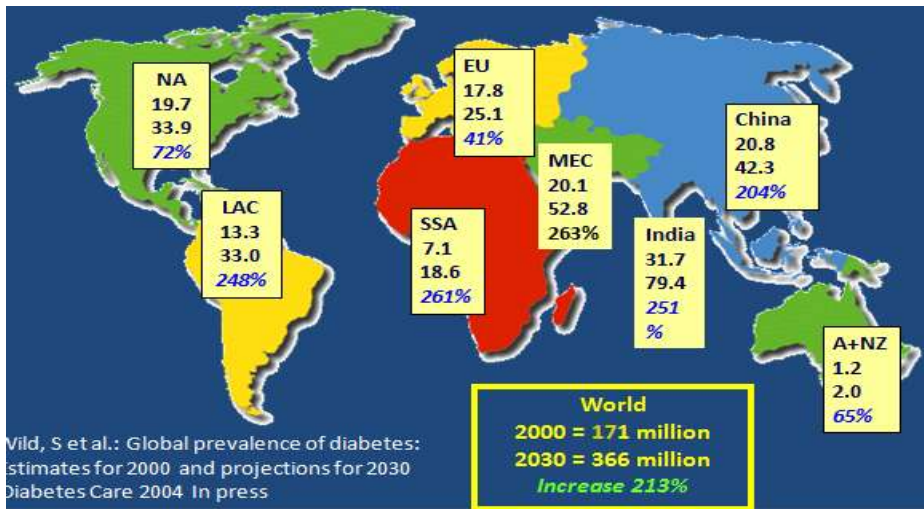 NA
19.7
33.9
72%
LAC
13.3
33.0
248%
EU
17.8
25.1
41%
SSA
7.1
18.6
261%
MEC
20.1
52.8
263%
India
31.7
79.4
251
%
China
20.8
42.3
204%
A+NZ
1.2
2.0
65%
World
2000 = 171 million
2030 = 366 million
Increase 213%
Wild, S et al.: Global prevalence of diabetes:
Estimates for 2000 and projections for 2030
Diabetes Care 2004 In press